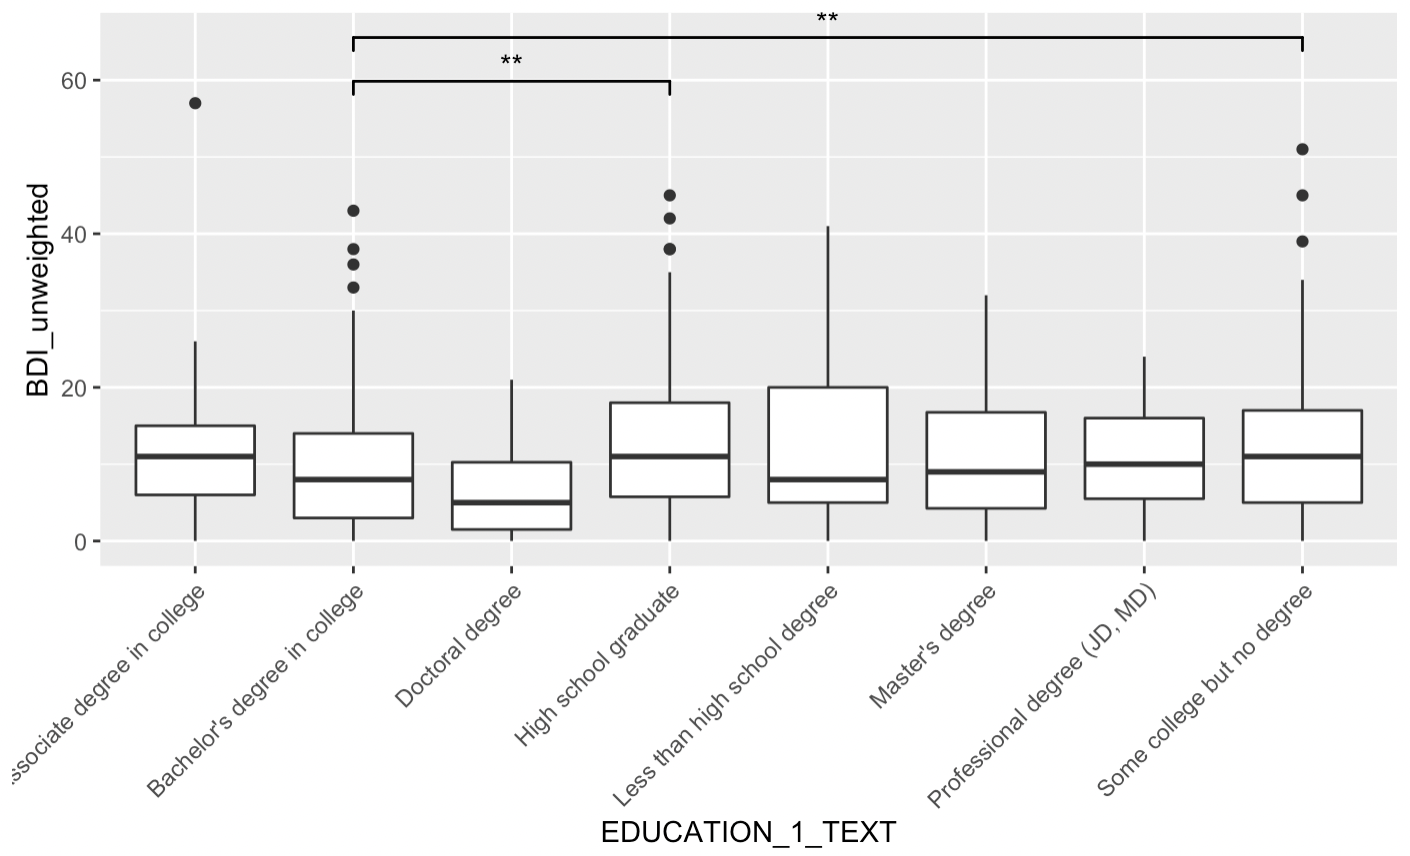 **
**
60
40
20
0
BDI_unweighted
ssociate degree in college
Bachelor's degree in college
Doctoral degree
High school graduate
Less than high school degree
Master's degree
Professional degree (JD, MD)
Some college but no degree
EDUCATION_1_TEXT